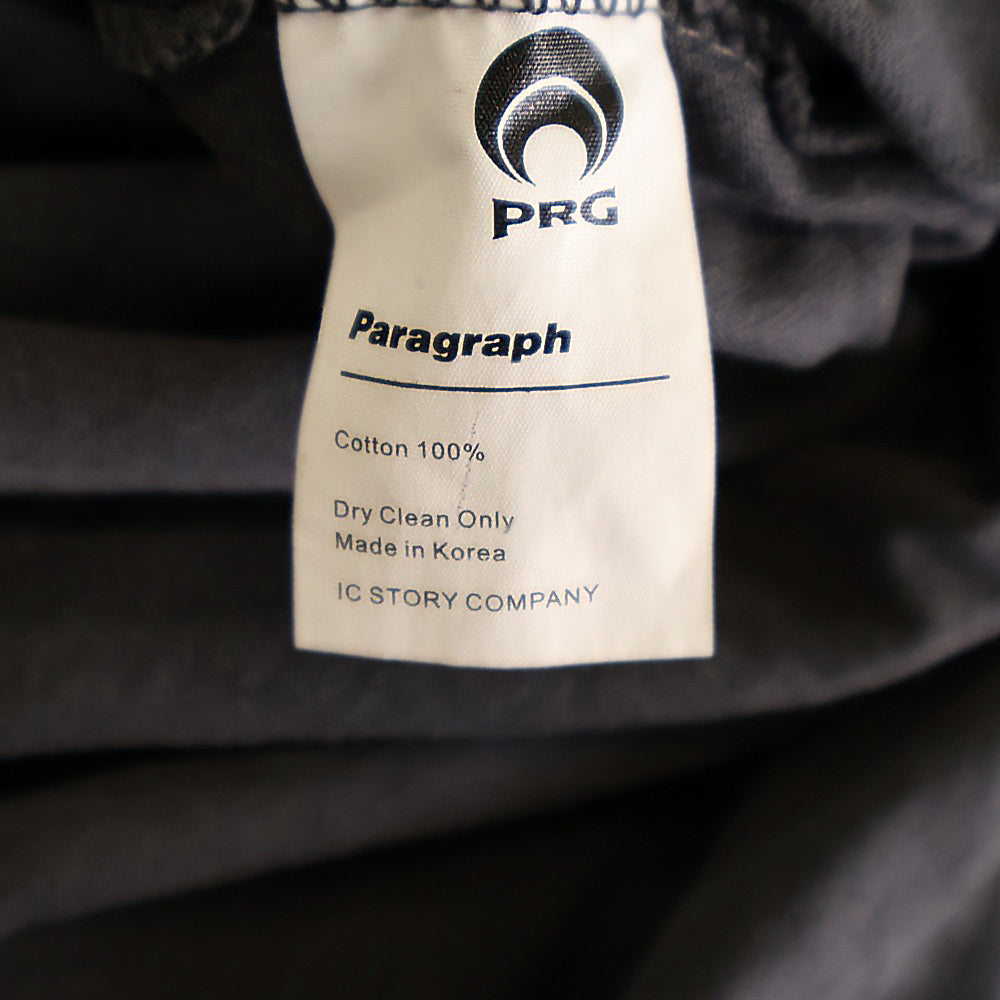 PRG
Paragraph
Cotton 100%
Dry Clean Only
Made in Korea
IC STORY COMPANY